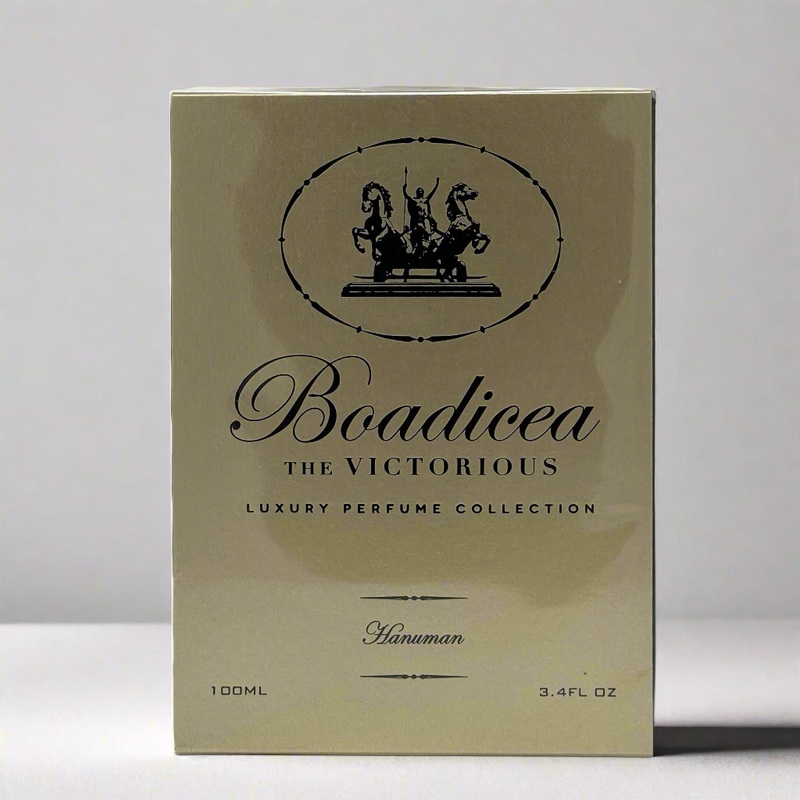 Boadicea
THE VICTORIOUS
LUXURY PERFUME COLLECTION
Hanuman
100ML
3.4FL OZ